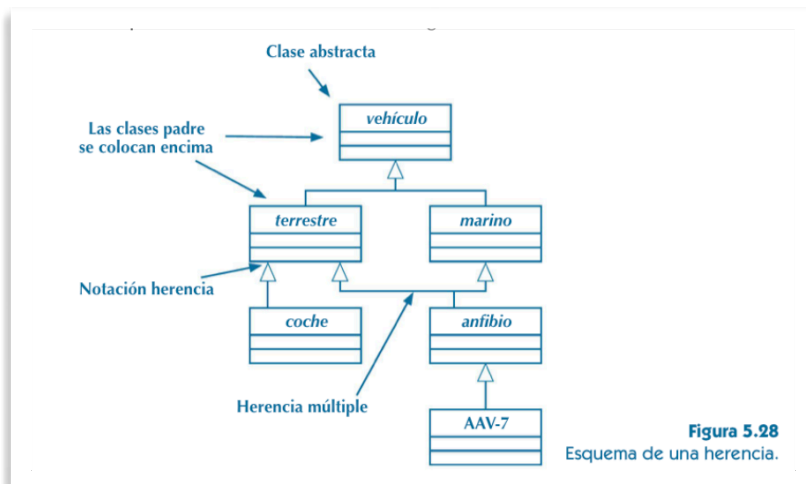 Clase abstracta
vehículo
Las clases padre
se colocan encima
terrestre
marino
Notación herencia
coche
anfibio
Herencia múltiple
AAV-7
Figura 5.28
Esquema de una herencia.